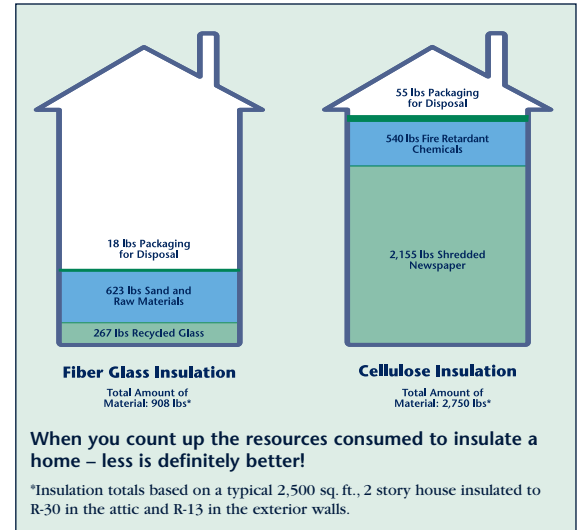 18 lbs Packaging
for Disposal
623 lbs Sand and
Raw Materials
267 lbs Recycled Glass
Fiber Glass Insulation
Total Amount of
Material: 908 lbs*
55 lbs Packaging
for Disposal
540 lbs Fire Retardant
Chemicals
2,155 lbs Shredded
Newspaper
Cellulose Insulation
Total Amount of
Material: 2,750 lbs*
When you count up the resources consumed to insulate a
home – less is definitely better!
*Insulation totals based on a typical 2,500 sq. ft., 2 story house insulated to
R-30 in the attic and R-13 in the exterior walls.